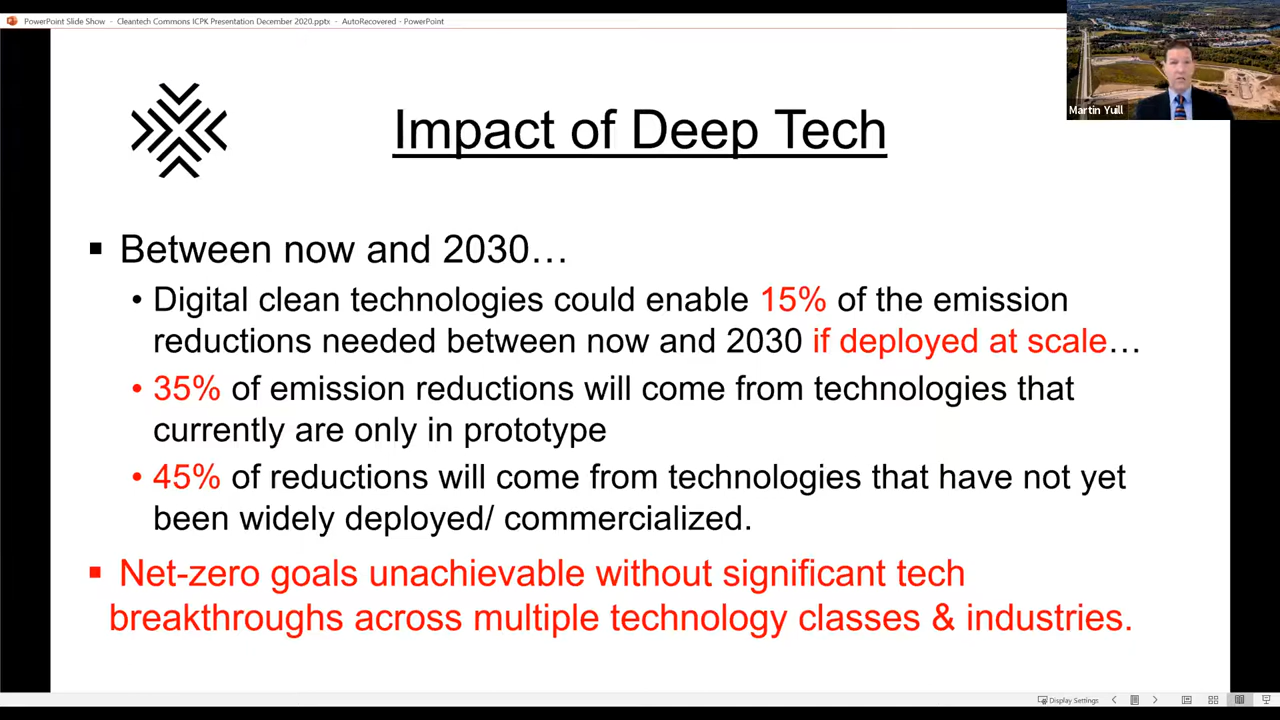 PowerPoint Slide Show - Cleantech Commons ICPK Presentation December 2020.pptx - AutoRecovered - PowerPoint
Martin Yuill
Impact of Deep Tech
▪ Between now and 2030…
• Digital clean technologies could enable 15% of the emission
reductions needed between now and 2030 if deployed at scale…
• 35% of emission reductions will come from technologies that
currently are only in prototype
• 45% of reductions will come from technologies that have not yet
been widely deployed/ commercialized.
▪ Net-zero goals unachievable without significant tech
breakthroughs across multiple technology classes & industries.
Display Settings